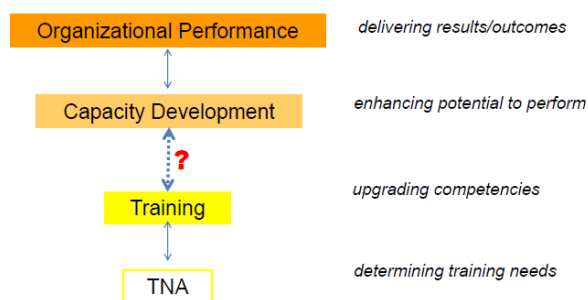 Organizational Performance
delivering results/outcomes
Capacity Development
enhancing potential to perform
?
Training
upgrading competencies
TNA
determining training needs